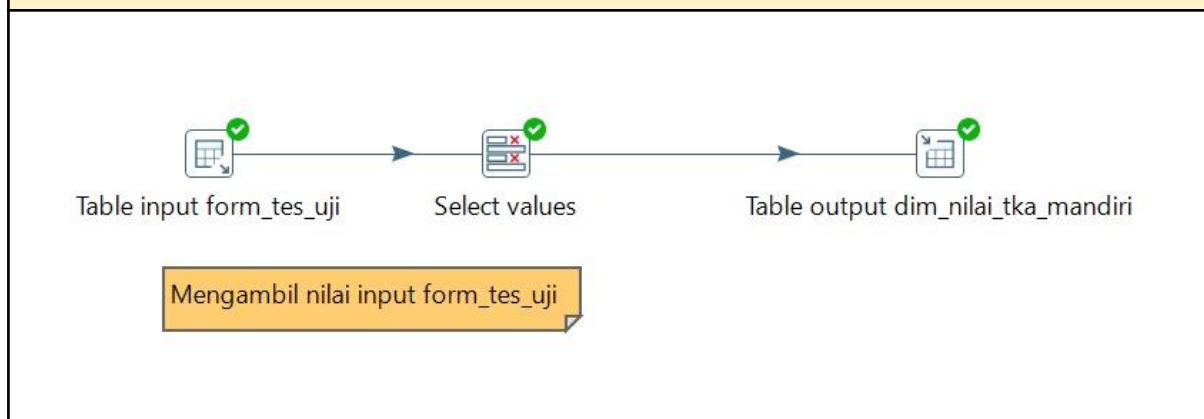 Table input form_tes_uji
Select values
Table output dim_nilai_tka_mandiri
Mengambil nilai input form_tes_uji